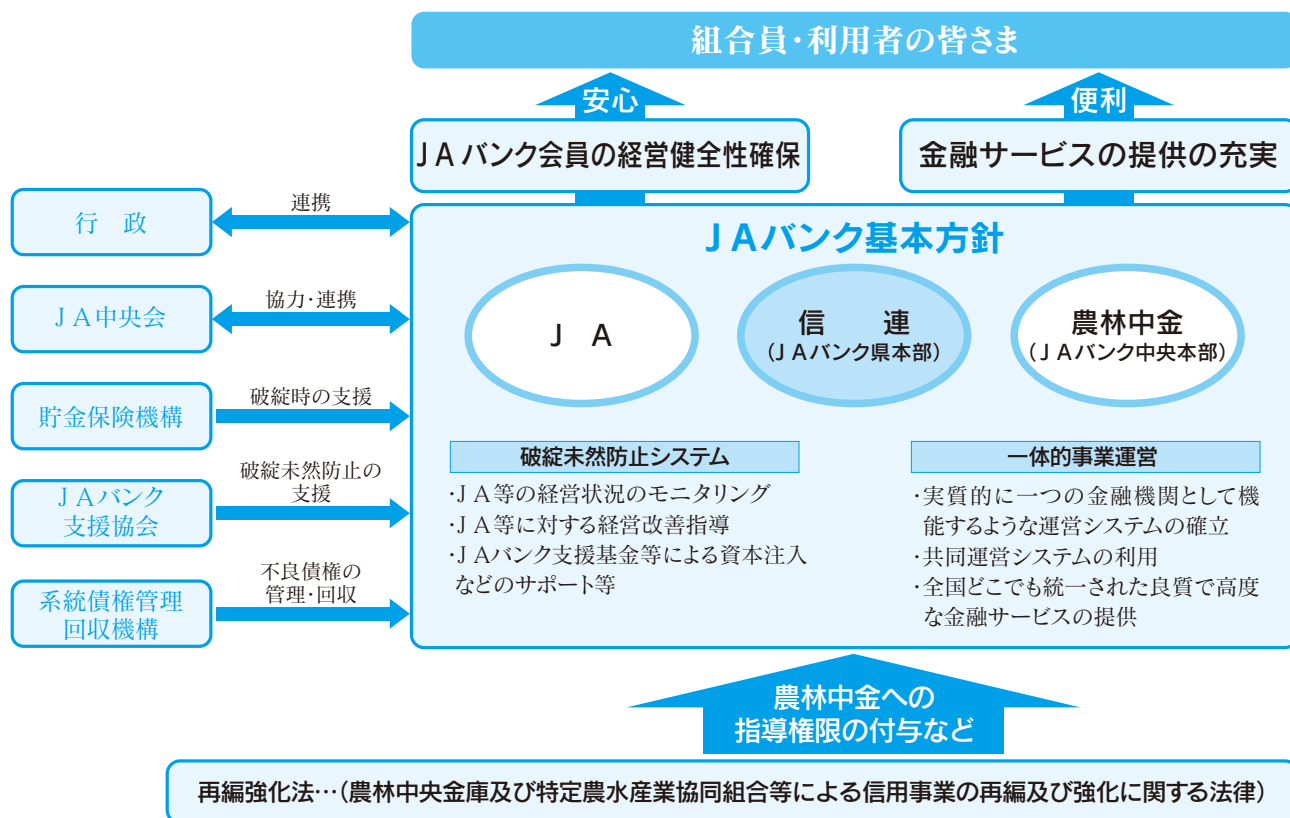 組合員・利用者の皆さま
安心
便利
JAバンク会員の経営健全性確保
金融サービスの提供の充実
行　政
連携
JA中央会
協力・連携
貯金保険機構
破綻時の支援
JAバンク
支援協会
破綻未然防止の
支援
系統債権管理
回収機構
不良債権の
管理・回収
JAバンク基本方針
J　A
信　　連
（JAバンク県本部）
農林中金
（JAバンク中央本部）
破綻未然防止システム
・JA等の経営状況のモニタリング
・JA等に対する経営改善指導
・JAバンク支援基金等による資本注入
などのサポート等
一体的事業運営
・実質的に一つの金融機関として機
能するような運営システムの確立
・共同運営システムの利用
・全国どこでも統一された良質で高度
な金融サービスの提供
農林中金への
指導権限の付与など
再編強化法…（農林中央金庫及び特定農水産業協同組合等による信用事業の再編及び強化に関する法律）